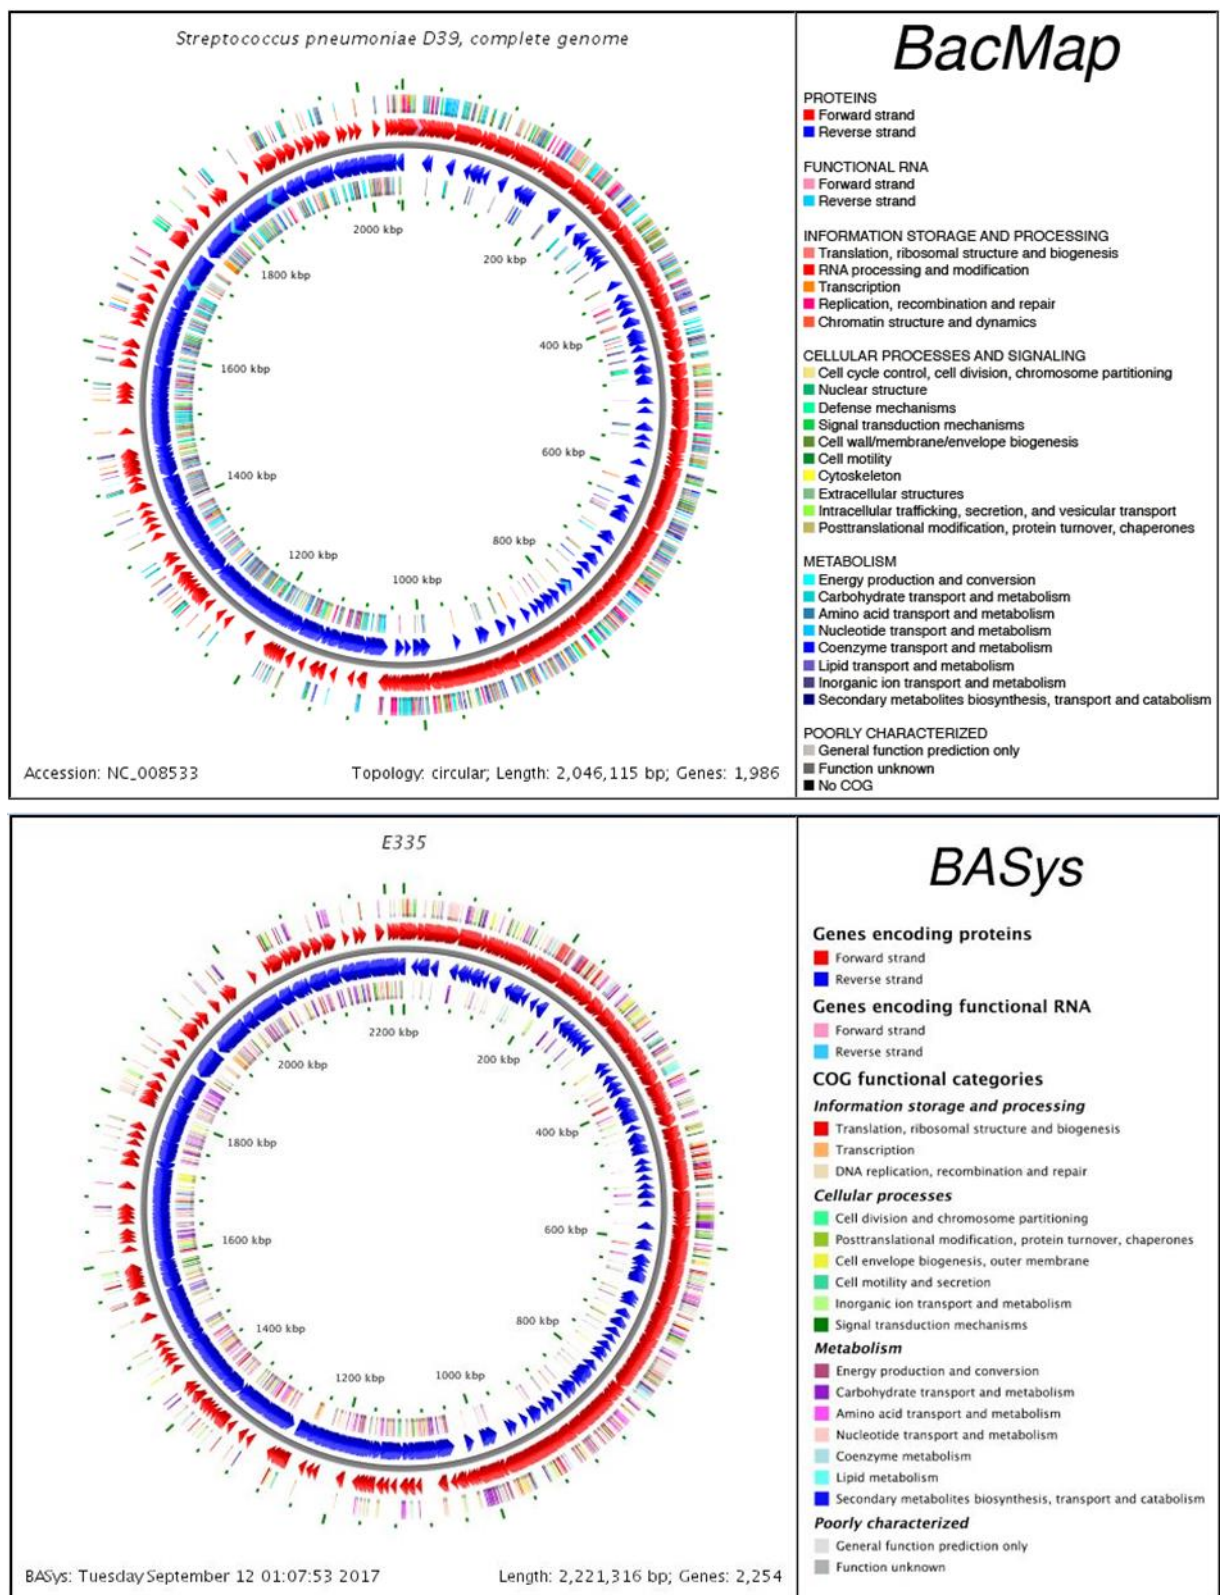 Streptococcus pneumoniae D39, complete genome
2000 kbp
200 kbp
1800 kbp
400 kbp
1600 kbp
600 kbp
1400 kbp
800 kbp
1200 kbp
1000 kbp
Accession: NC_008533
Topology: circular; Length: 2,046,115 bp; Genes: 1,986
BacMap
PROTEINS
Forward strand
Reverse strand
FUNCTIONAL RNA
Forward strand
Reverse strand
INFORMATION STORAGE AND PROCESSING
Translation, ribosomal structure and biogenesis
RNA processing and modification
Transcription
Replication, recombination and repair
Chromatin structure and dynamics
CELLULAR PROCESSES AND SIGNALING
Cell cycle control, cell division, chromosome partitioning
Nuclear structure
Defense mechanisms
Signal transduction mechanisms
Cell wall/membrane/envelope biogenesis
Cell motility
Cytoskeleton
Extracellular structures
Intracellular trafficking, secretion, and vesicular transport
Posttranslational modification, protein turnover, chaperones
METABOLISM
Energy production and conversion
Carbohydrate transport and metabolism
Amino acid transport and metabolism
Nucleotide transport and metabolism
Coenzyme transport and metabolism
Lipid transport and metabolism
Inorganic ion transport and metabolism
Secondary metabolites biosynthesis, transport and catabolism
POORLY CHARACTERIZED
General function prediction only
Function unknown
No COG
E335
2200 kbp
200 kbp
2000 kbp
400 kbp
1800 kbp
600 kbp
1600 kbp
800 kbp
1400 kbp
1000 kbp
1200 kbp
BASys: Tuesday September 12 01:07:53 2017
Length: 2,221,316 bp; Genes: 2,254
BASys
Genes encoding proteins
Forward strand
Reverse strand
Genes encoding functional RNA
Forward strand
Reverse strand
COG functional categories
Information storage and processing
Translation, ribosomal structure and biogenesis
Transcription
DNA replication, recombination and repair
Cellular processes
Cell division and chromosome partitioning
Posttranslational modification, protein turnover, chaperones
Cell envelope biogenesis, outer membrane
Cell motility and secretion
Inorganic ion transport and metabolism
Signal transduction mechanisms
Metabolism
Energy production and conversion
Carbohydrate transport and metabolism
Amino acid transport and metabolism
Nucleotide transport and metabolism
Coenzyme metabolism
Lipid metabolism
Secondary metabolites biosynthesis, transport and catabolism
Poorly characterized
General function prediction only
Function unknown